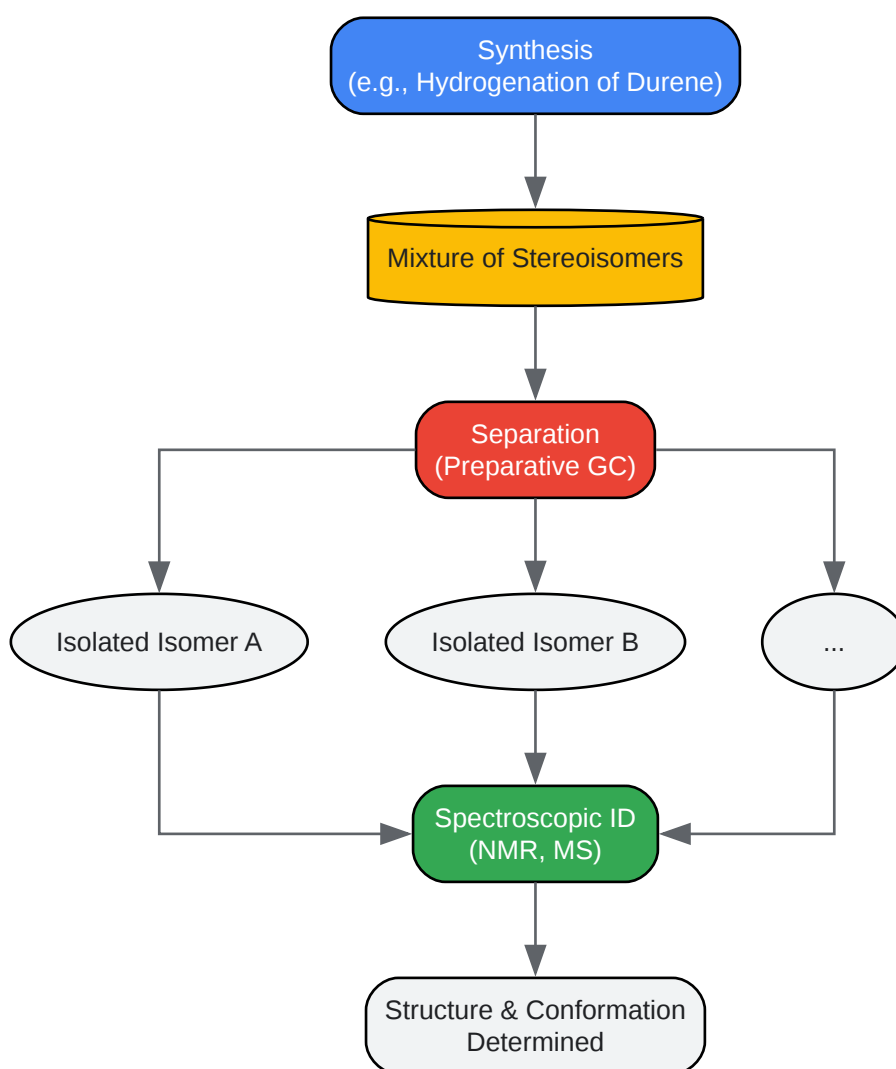 Synthesis
(e.g., Hydrogenation of Durene)
Mixture of Stereoisomers
Separation
(Preparative GC)
Isolated Isomer A
Isolated Isomer B
...
Spectroscopic ID
(NMR, MS)
Structure & Conformation
Determined